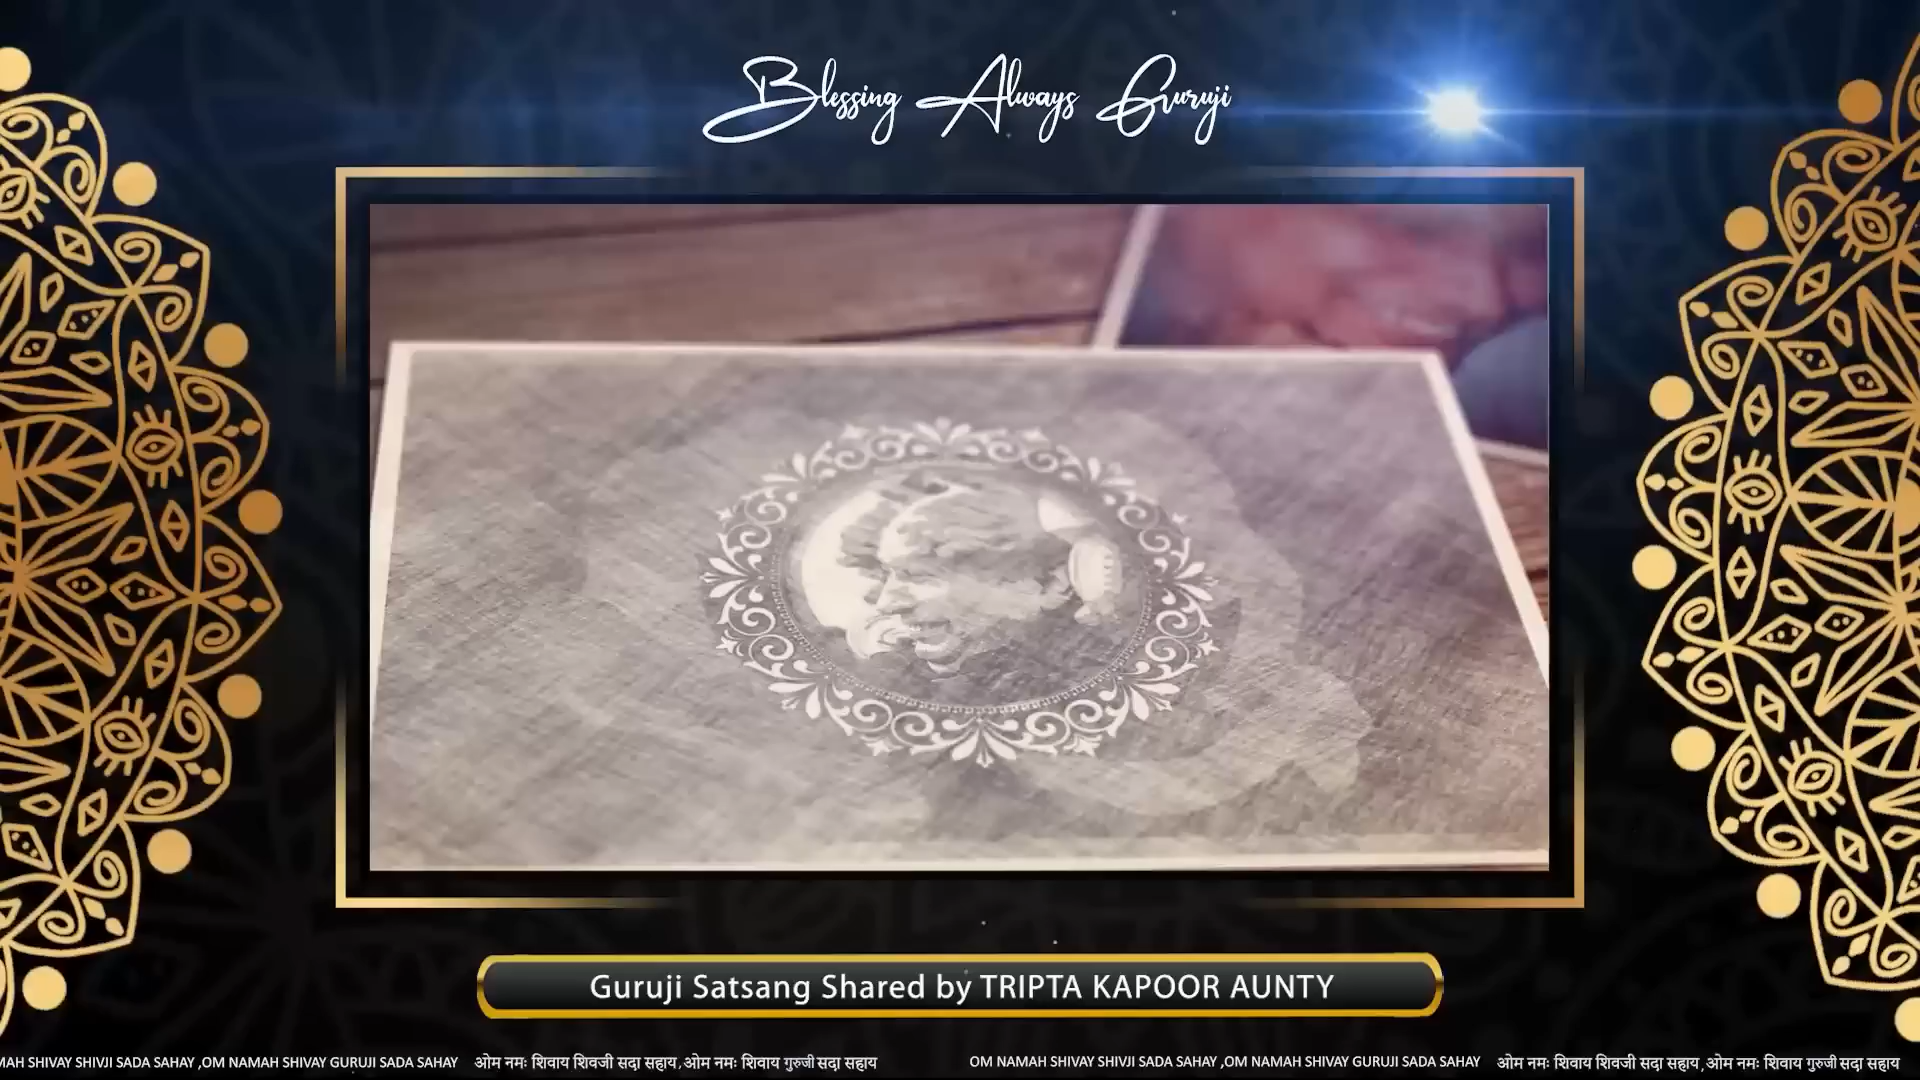 Blessing Always Guruji
Guruji Satsang Shared by TRIPTA KAPOOR AUNTY
MAH SHIVAY SHIVJI SADA SAHAY ,OM NAMAH SHIVAY GURUJI SADA SAHAY ओम नमः शिवाय शिवजी सदा सहाय, ओम नमः शिवाय गुरुजी सदा सहाय OM NAMAH SHIVAY SHIVJI SADA SAHAY ,OM NAMAH SHIVAY GURUJI SADA SAHAY ओम नमः शिवाय शिवजी सदा सहाय, ओम नमः शिवाय गुरुजी सदा सहाय